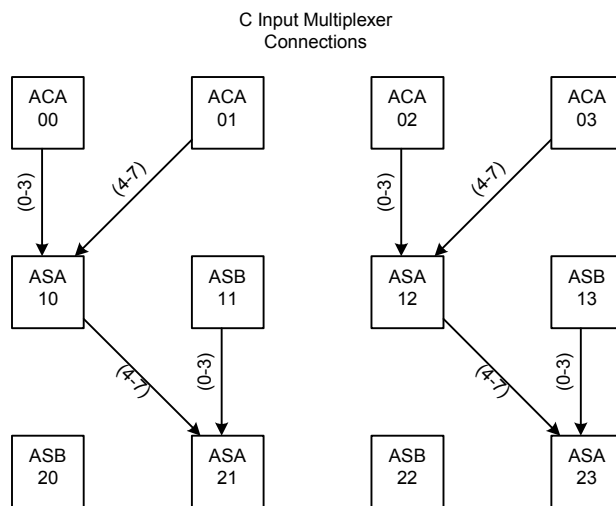 C Input Multiplexer
Connections
ACA
00
ACA
01
ACA
02
ACA
03
(0-3)
(4-7)
(0-3)
(4-7)
ASA
10
ASB
11
ASA
12
ASB
13
(4-7)
(0-3)
(4-7)
(0-3)
ASB
20
ASA
21
ASB
22
ASA
23